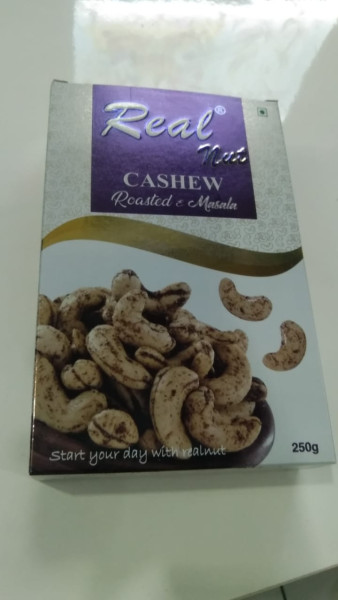 Real®
Nut
CASHEW
Roasted & Masala
Start your day with realnut
250g